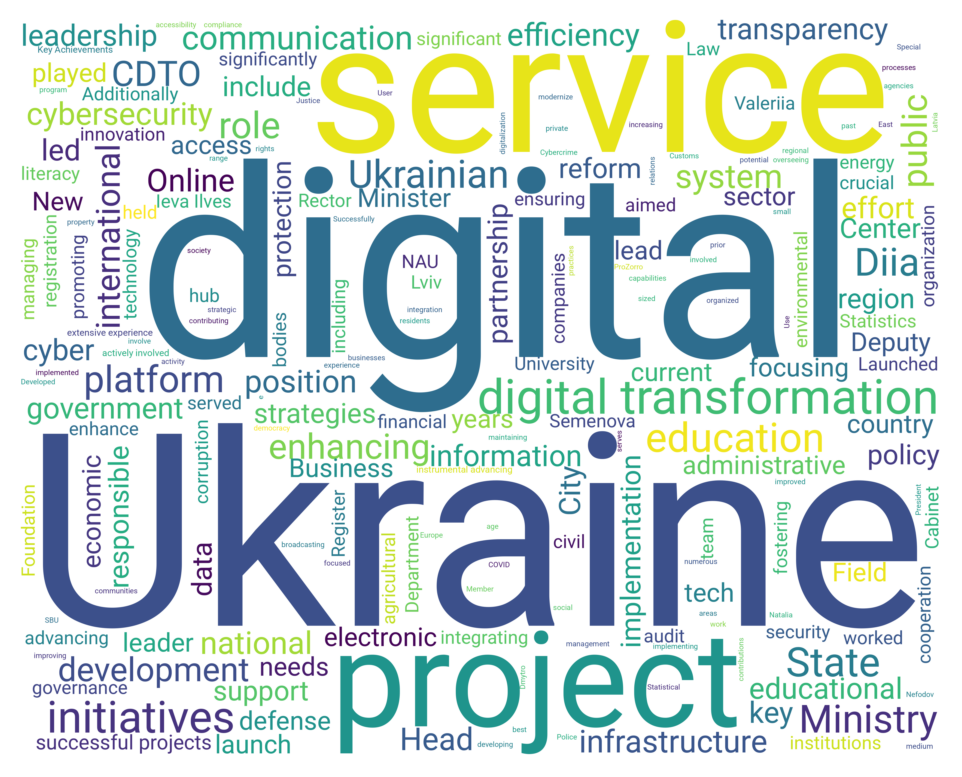 leadership
accessibility
compliance
communication
significant
efficiency
transparency
Key Achievements
significantly
Law
Special
played
CDTO
program
Additionally
include
Justice
User
modernize
Valeriia
processes
agencies
service
cybersecurity
innovation
role
digitalization
private
increasing
past
East
public
Latvia
led
access
rights
range
Cybercrime
relations
Customs
potential
regional
overseeing
literacy
international
Online
protection
Ukrainian
reform
system
energy
crucial
New
Ieva Ilves
Rector
Minister
ensuring
aimed
sector
small
effort
property
held
Successfully
digital
managing
registration
promoting
technology
society
NAU
partnership
companies
practices
lead
prior
involved
environmental
Center
organization
ProZorro
capabilities
Diia
hub
strategic
contributing
Lviv
integration
residents
sized
organized
Use
region
Statistics
extensive experience
involve
actively involved
activity
bodies
including
businesses
experience
Deputy
cyber
implemented
Developed
platform
position
University
current
focusing
Launched
government
served
e
strategies
financial
years
Semenova
digital transformation
country
enhance
corruption
democracy
enhancing
maintaining
information
serves
education
policy
Business
instrumental advancing
City
administrative
improved
Ukraine
Foundation
economic
responsible
data
Register
broadcasting
focused
agricultural
Department
Europe
age
COVID
Member
civil
implementation
team
numerous
fostering
President
Cabinet
Field
communities
SBU
social
tech
areas
work
Natalia
cooperation
advancing
leader
national
electronic
integrating
management
audit
implementing
security
worked
improving
development
needs
project
Dmytro
Statistical
contributions
State
governance
support
educational
Nefodov
initiatives
defense
key
Ministry
successful projects
launch
Head
developing
best
Police
infrastructure
institutions
medium